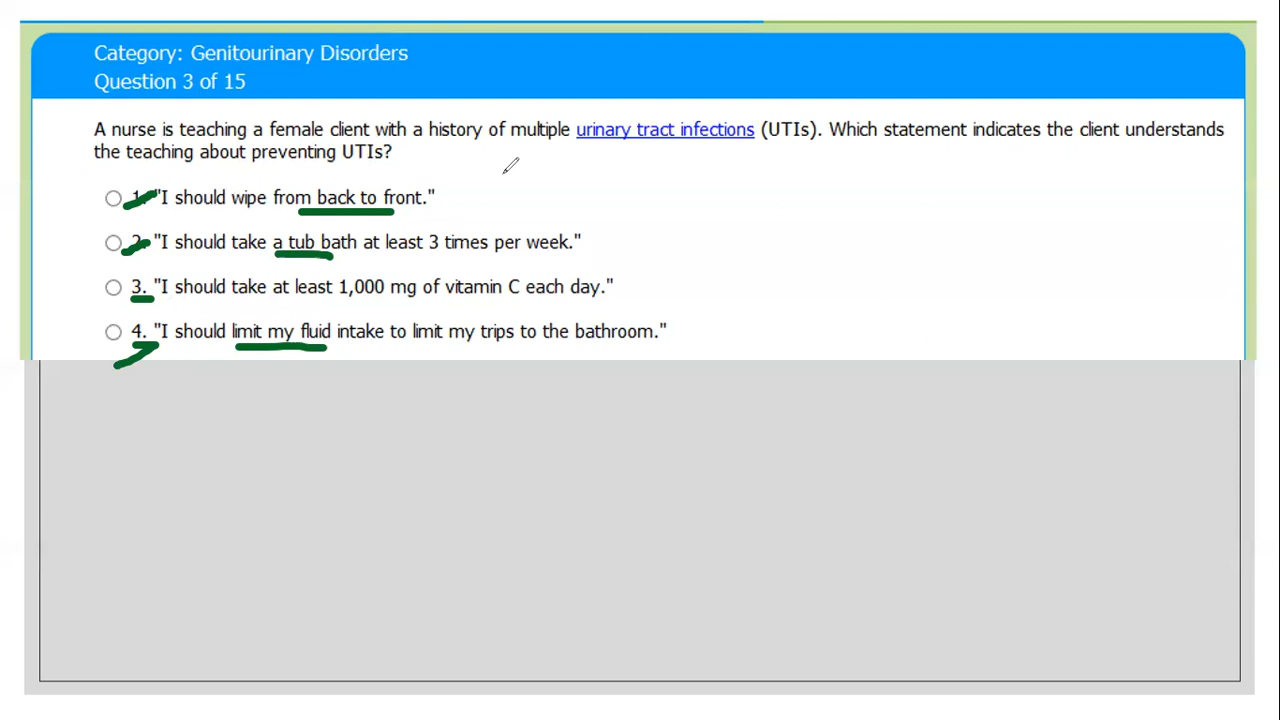 Category: Genitourinary Disorders
Question 3 of 15
A nurse is teaching a female client with a history of multiple urinary tract infections (UTIs). Which statement indicates the client understands
the teaching about preventing UTIs?
1. "I should wipe from back to front."
2. "I should take a tub bath at least 3 times per week."
3. "I should take at least 1,000 mg of vitamin C each day."
4. "I should limit my fluid intake to limit my trips to the bathroom."